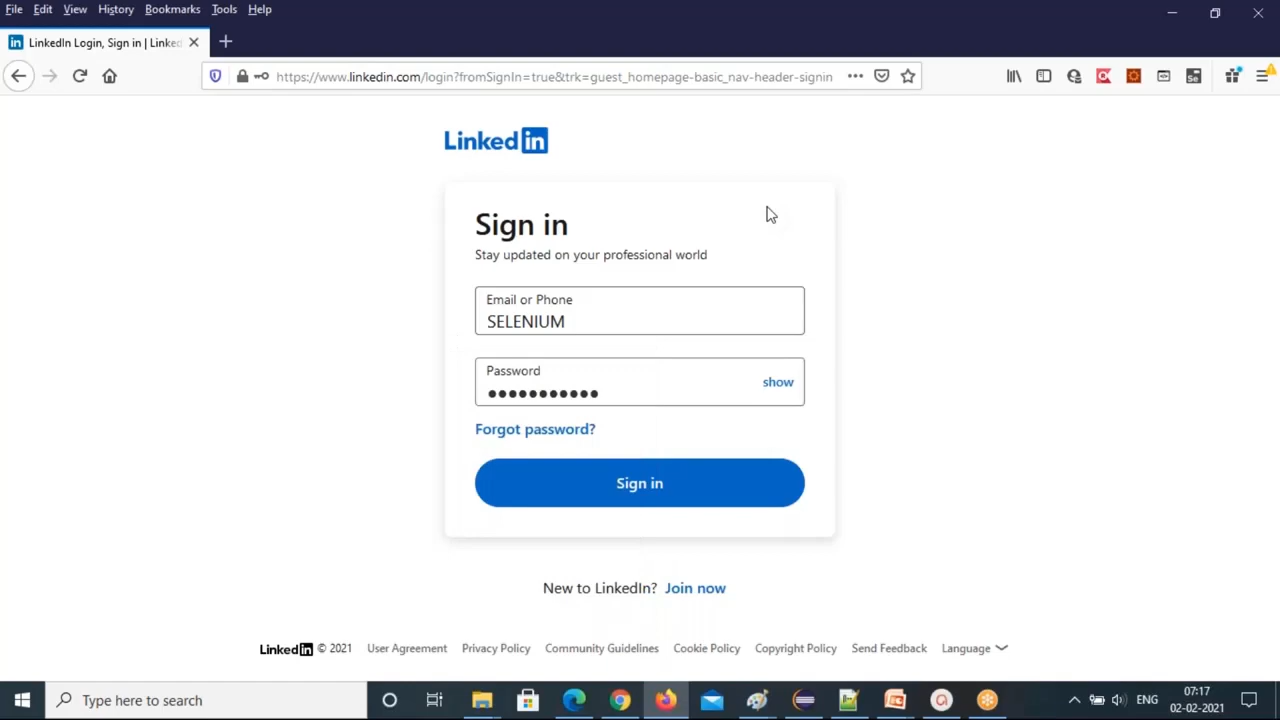 File Edit View History Bookmarks Tools Help
LinkedIn Login, Sign in | Linked
https://www.linkedin.com/login?fromSignIn=true&trk=guest_homepage-basic_nav-header-signin
Linked in
Sign in
Stay updated on your professional world
Email or Phone
SELENIUM
Password
show
Forgot password?
Sign in
New to LinkedIn? Join now
Linked in © 2021 User Agreement Privacy Policy Community Guidelines Cookie Policy Copyright Policy Send Feedback Language
Type here to search
ENG
07:17
02-02-2021